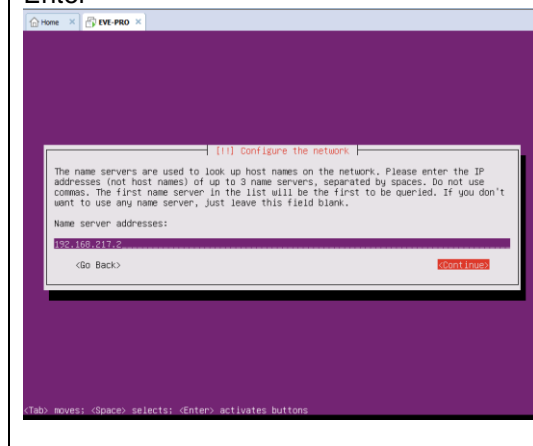 Enter
Home × EVE-PRO ×
[!!] Configure the network
The name servers are used to look up host names on the network. Please enter the IP
addresses (not host names) of up to 3 name servers, separated by spaces. Do not use
commas. The first name server in the list will be the first to be queried. If you don't
want to use any name server, just leave this field blank.
Name server addresses:
192.168.217.2
<Go Back> <Continue>
<Tab> moves; <Space> selects; <Enter> activates buttons